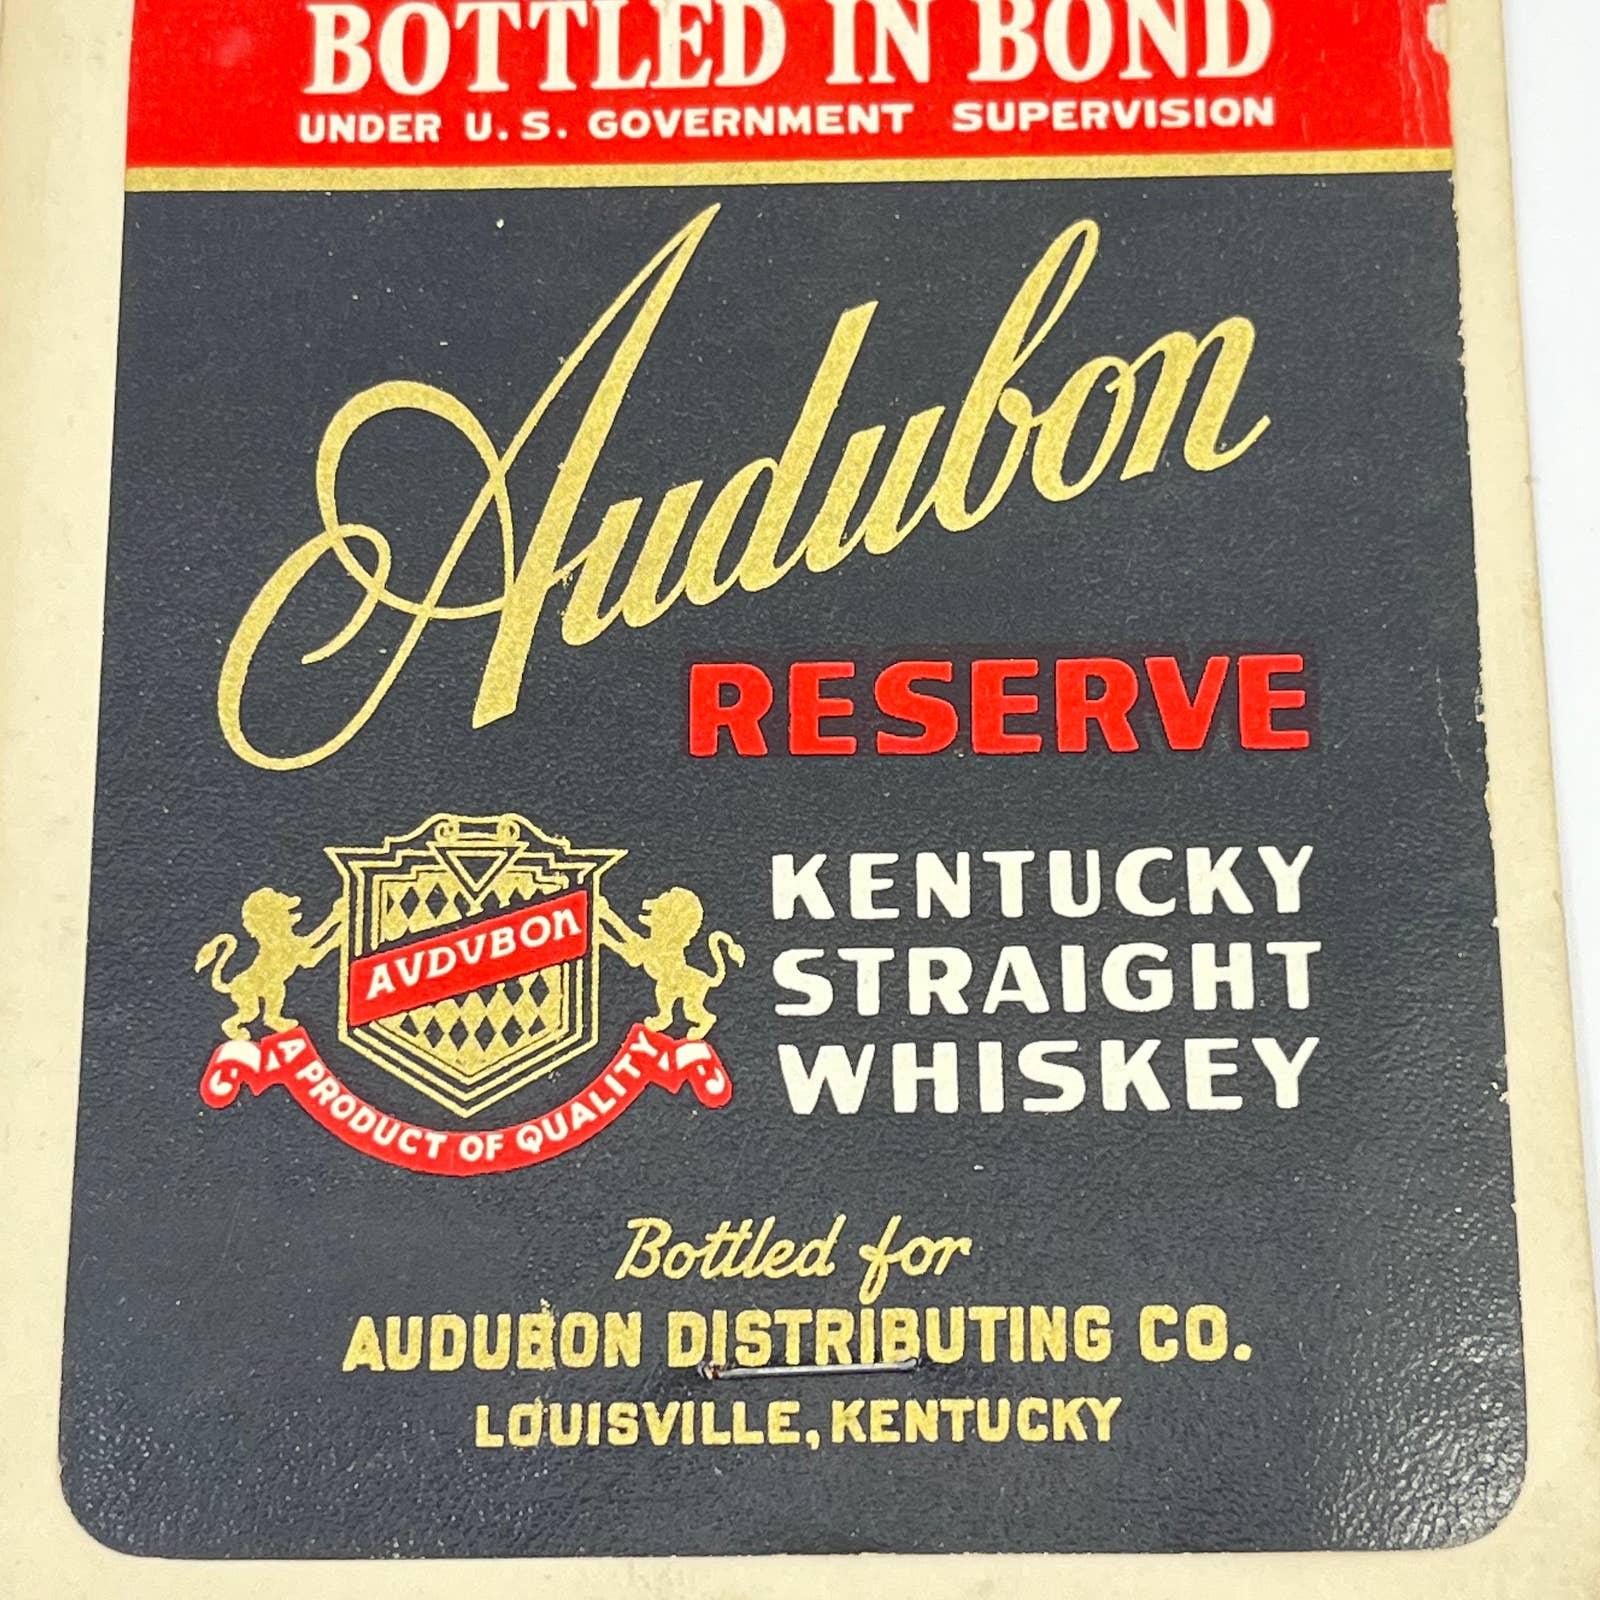 BOTTLED IN BOND
UNDER U.S. GOVERNMENT SUPERVISION
Audubon
RESERVE
AVDVBON
A PRODUCT OF QUALITY
KENTUCKY
STRAIGHT
WHISKEY
Bottled for
AUDUBON DISTRIBUTING CO.
LOUISVILLE, KENTUCKY